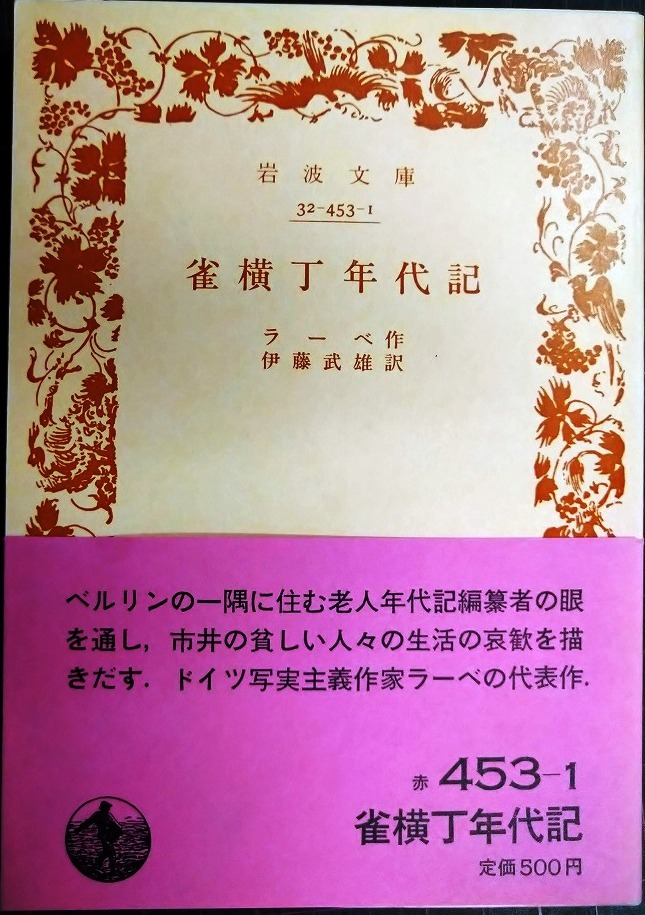 岩波文庫
32-453-1
雀横丁年代記
ラーベ作
伊藤武雄訳
ベルリンの一隅に住む老人年代記編纂者の眼
を通し，市井の貧しい人々の生活の哀歓を描
きだす．ドイツ写実主義作家ラーベの代表作．
赤 453-1
雀横丁年代記
定価500円